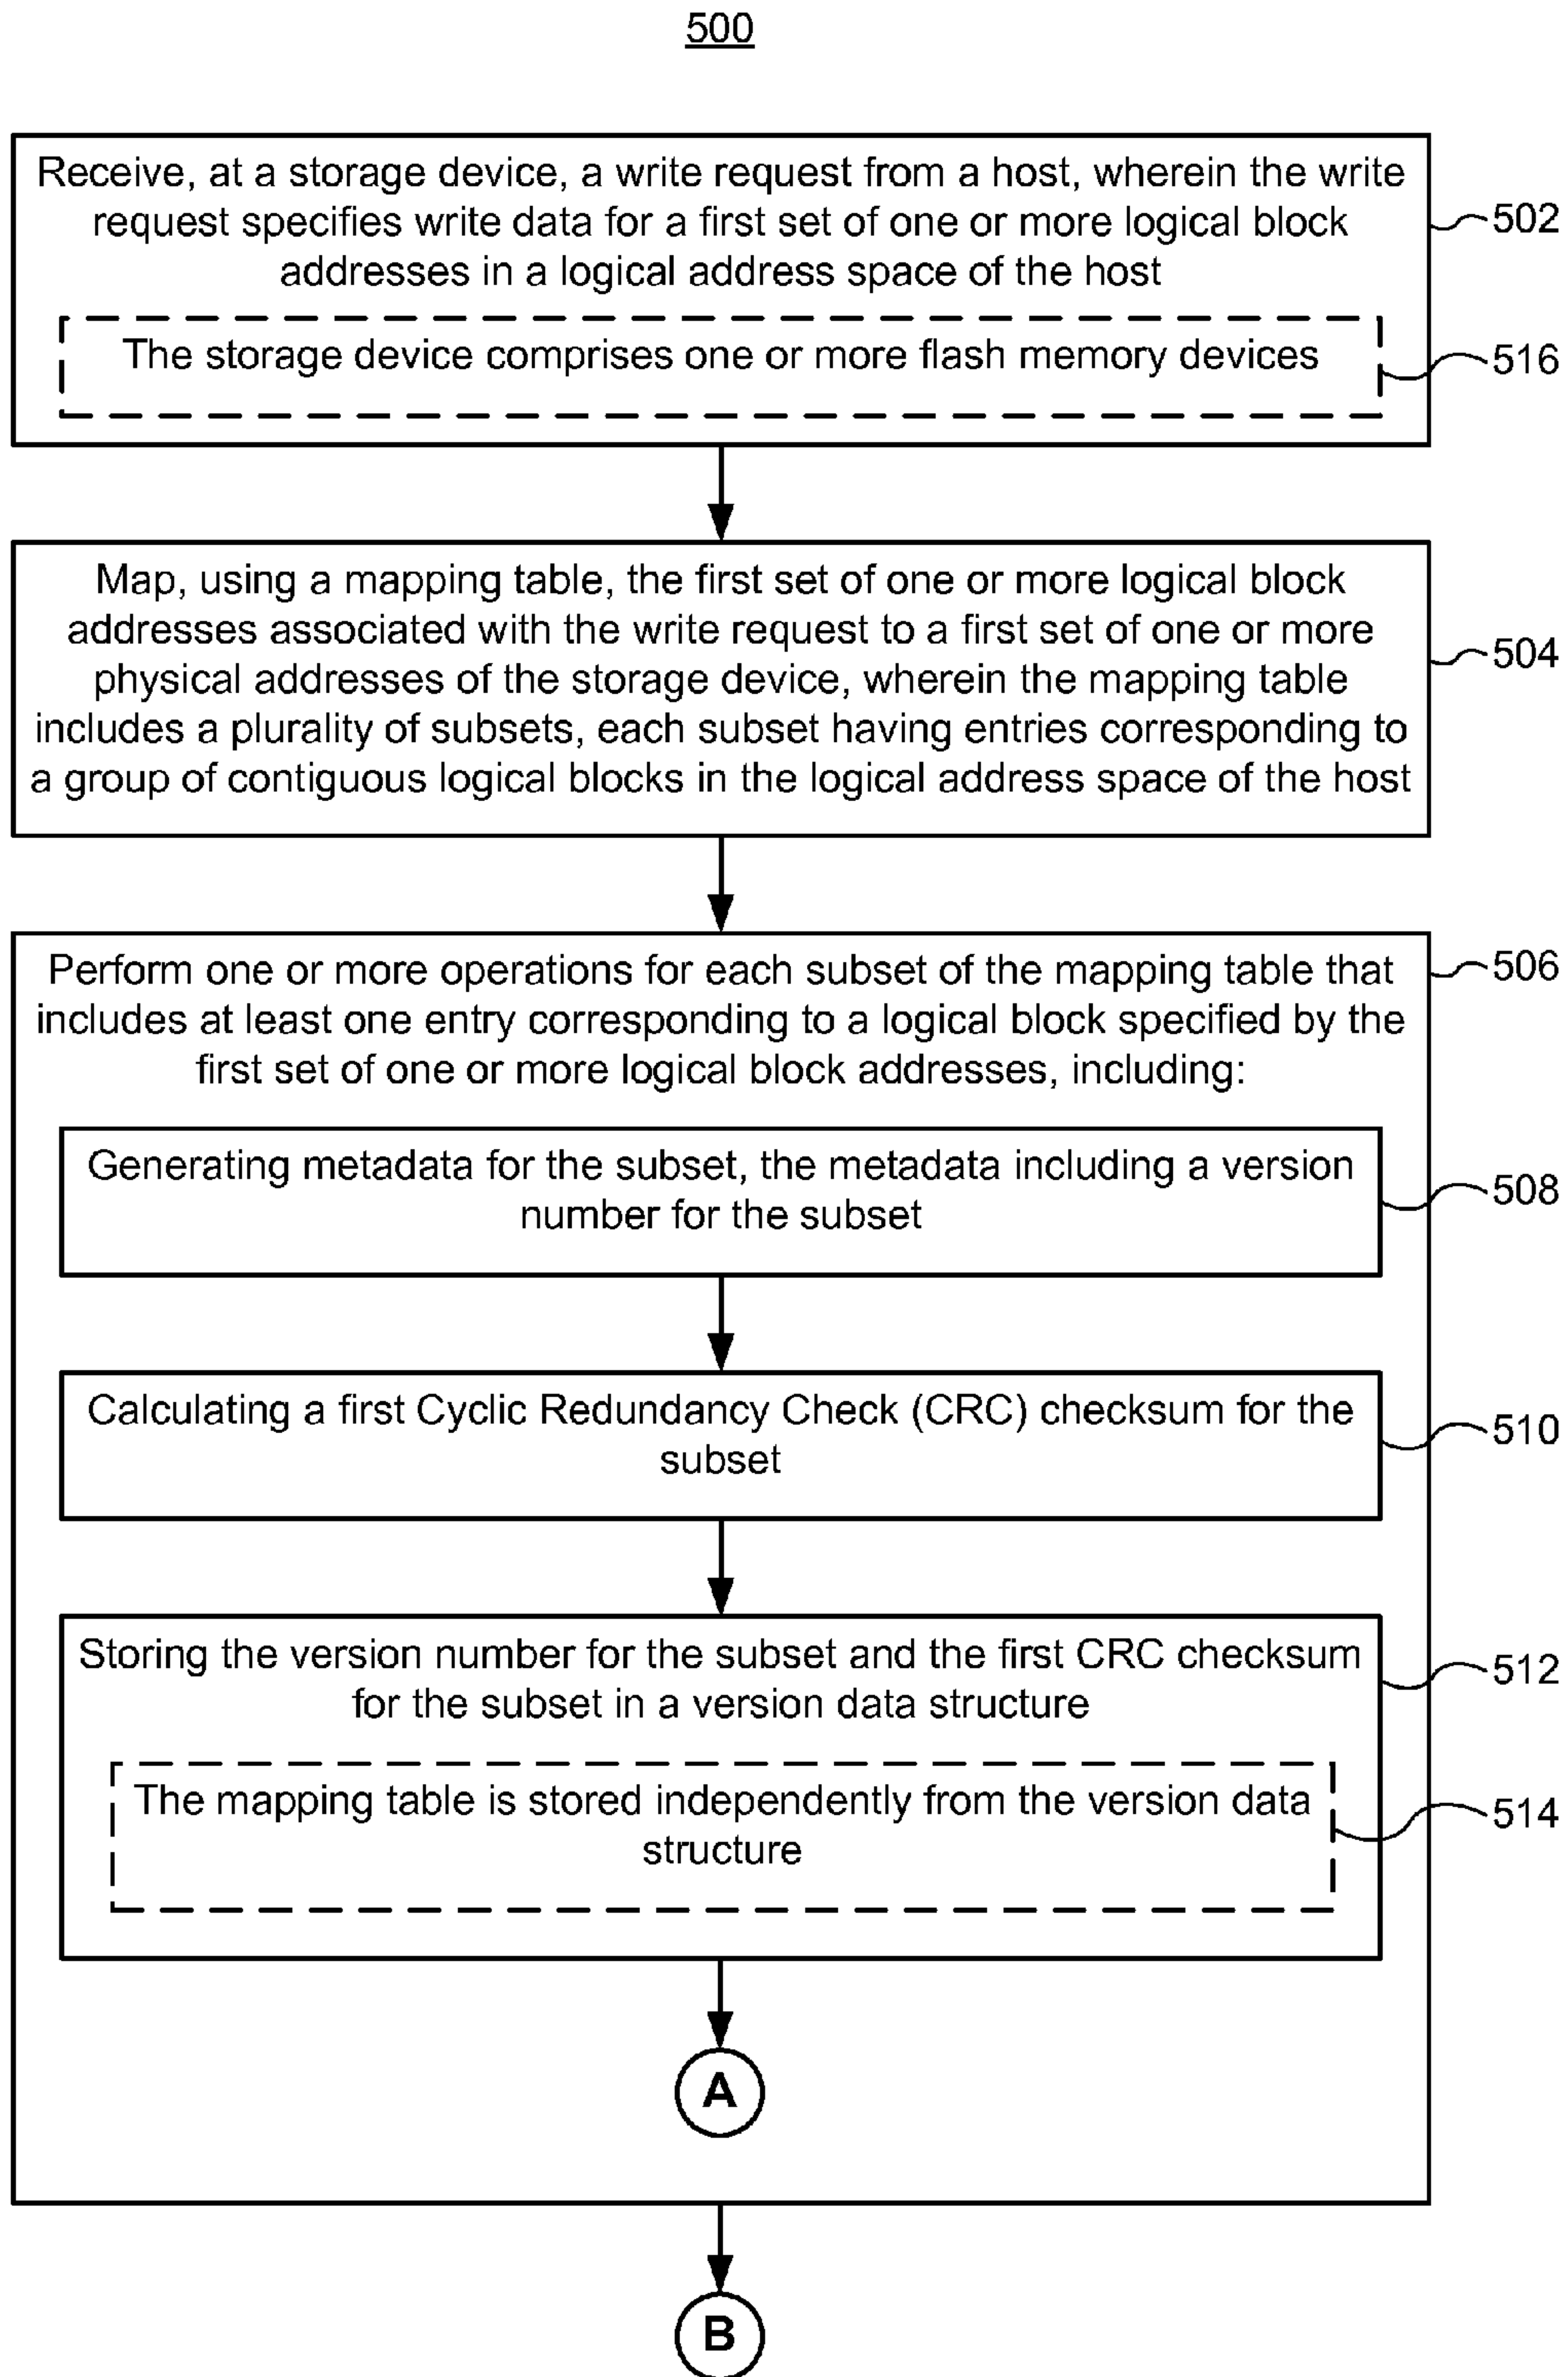 500
Receive, at a storage device, a write request from a host, wherein the write
request specifies write data for a first set of one or more logical block
addresses in a logical address space of the host
502
The storage device comprises one or more flash memory devices
516
Map, using a mapping table, the first set of one or more logical block
addresses associated with the write request to a first set of one or more
physical addresses of the storage device, wherein the mapping table
includes a plurality of subsets, each subset having entries corresponding to
a group of contiguous logical blocks in the logical address space of the host
504
Perform one or more operations for each subset of the mapping table that
includes at least one entry corresponding to a logical block specified by the
first set of one or more logical block addresses, including:
506
Generating metadata for the subset, the metadata including a version
number for the subset
508
Calculating a first Cyclic Redundancy Check (CRC) checksum for the
subset
510
Storing the version number for the subset and the first CRC checksum
for the subset in a version data structure
512
The mapping table is stored independently from the version data
structure
514
A
B